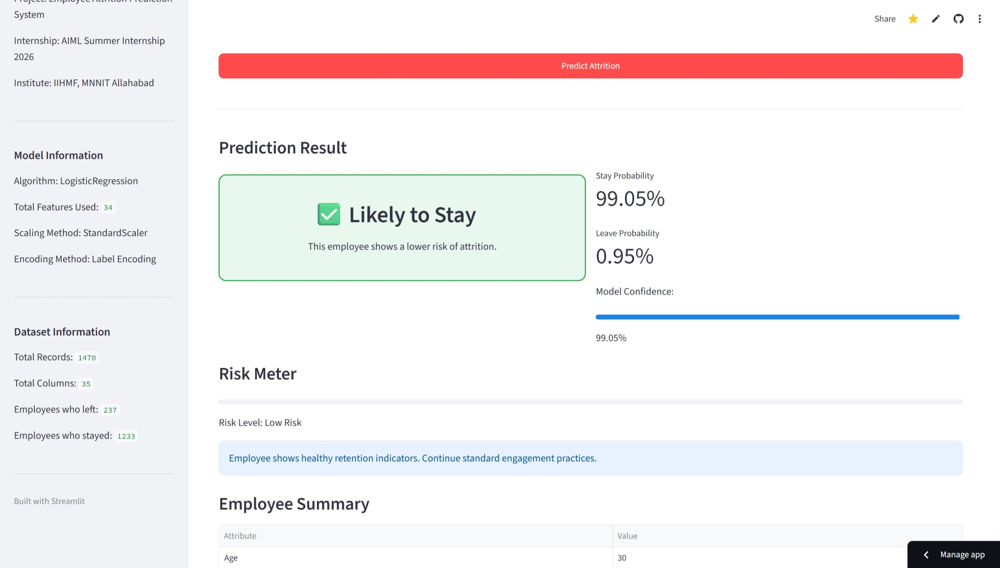 Project: Employee Attrition Prediction
System
Internship: AIML Summer Internship
2026
Institute: IIHMF, MNNIT Allahabad
Model Information
Algorithm: LogisticRegression
Total Features Used: 34
Scaling Method: StandardScaler
Encoding Method: Label Encoding
Dataset Information
Total Records: 1470
Total Columns: 35
Employees who left: 237
Employees who stayed: 1233
Built with Streamlit
Share
Predict Attrition
Prediction Result
Likely to Stay
This employee shows a lower risk of attrition.
Stay Probability
99.05%
Leave Probability
0.95%
Model Confidence:
99.05%
Risk Meter
Risk Level: Low Risk
Employee shows healthy retention indicators. Continue standard engagement practices.
Employee Summary
Attribute Value
Age 30
Manage app